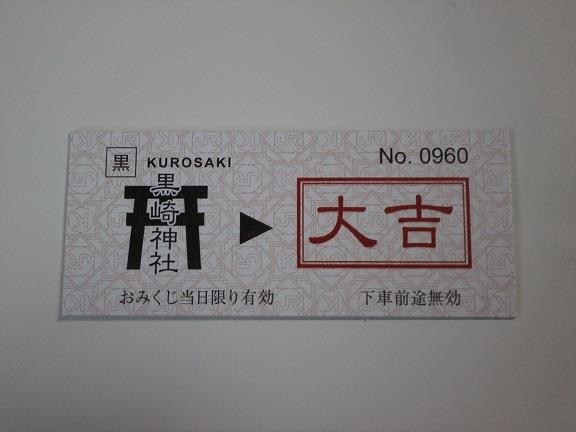 黒 KUROSAKI
No. 0960
黒崎神社
▶
大吉
おみくじ当日限り有効
下車前途無効